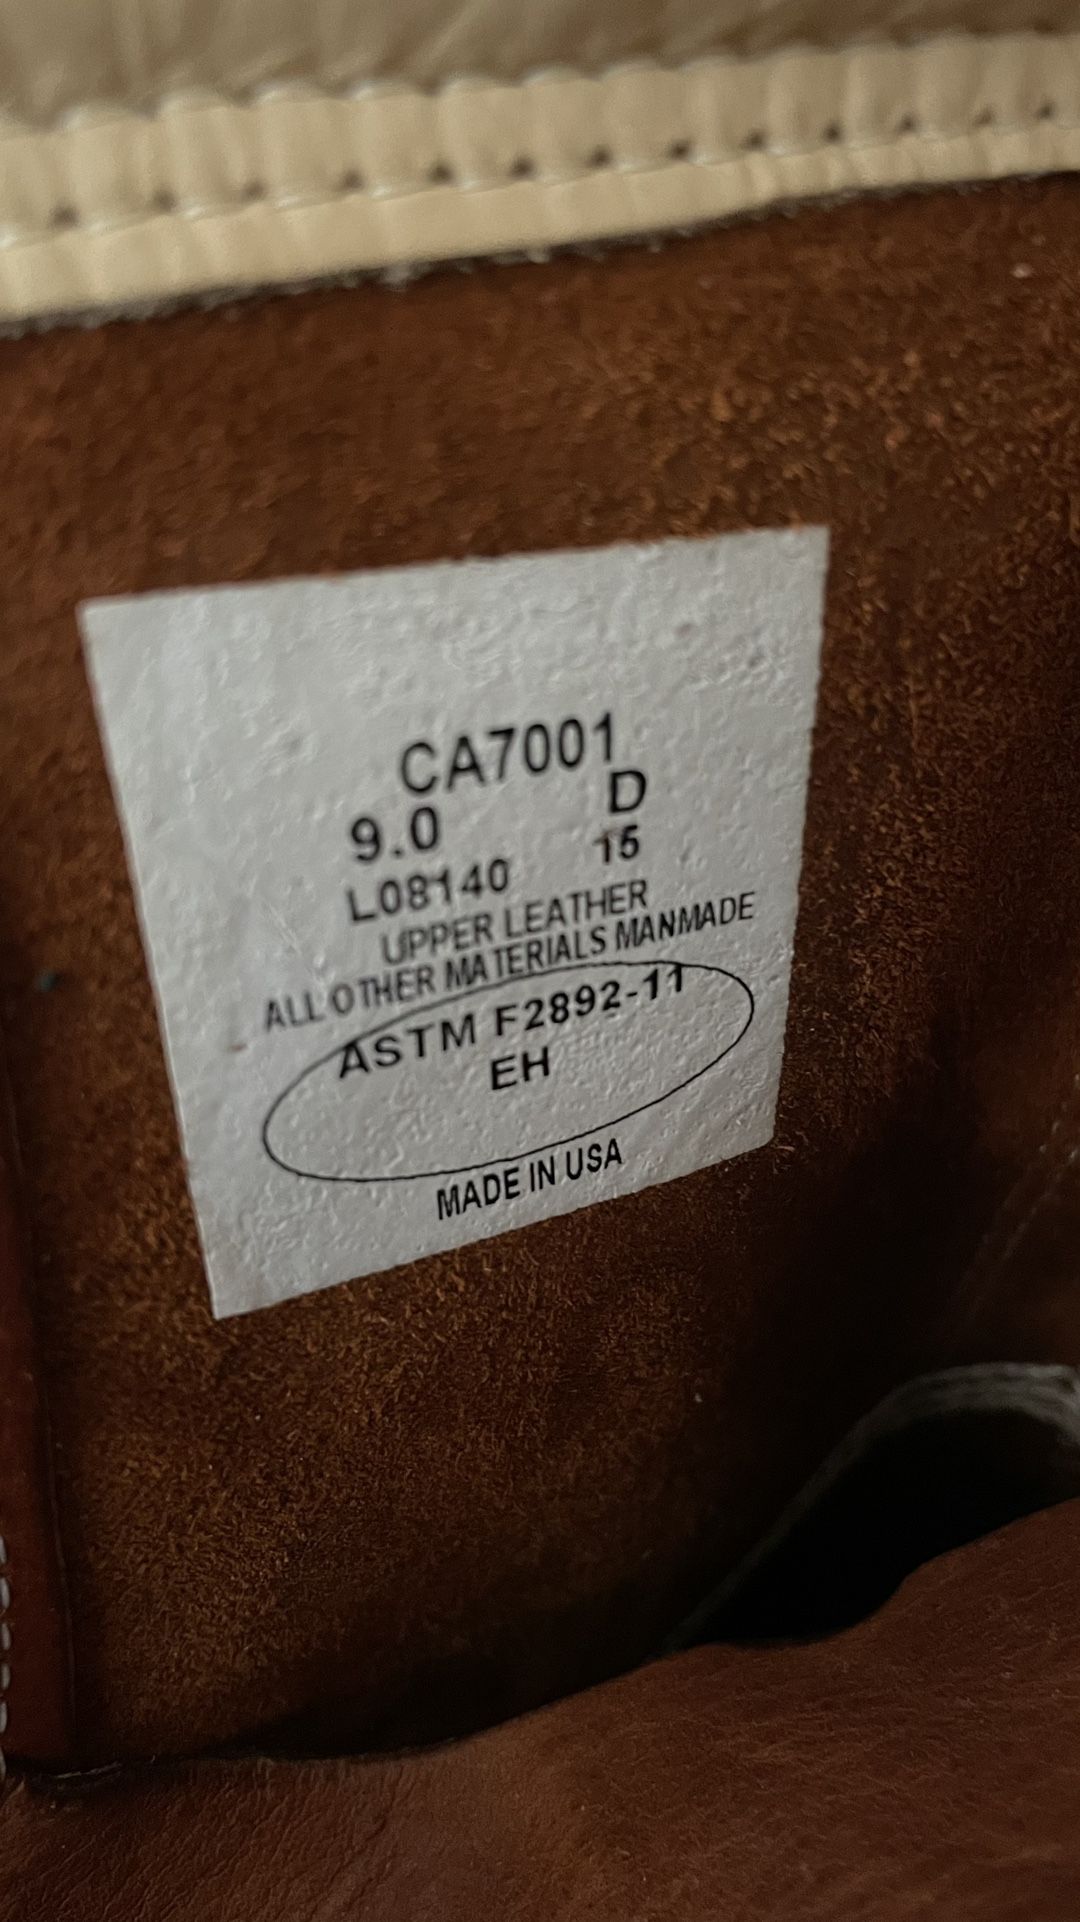 CA7001
9.0 D
L08140 15
UPPER LEATHER
ALL OTHER MATERIALS MANMADE
ASTM F2892-11
EH
MADE IN USA